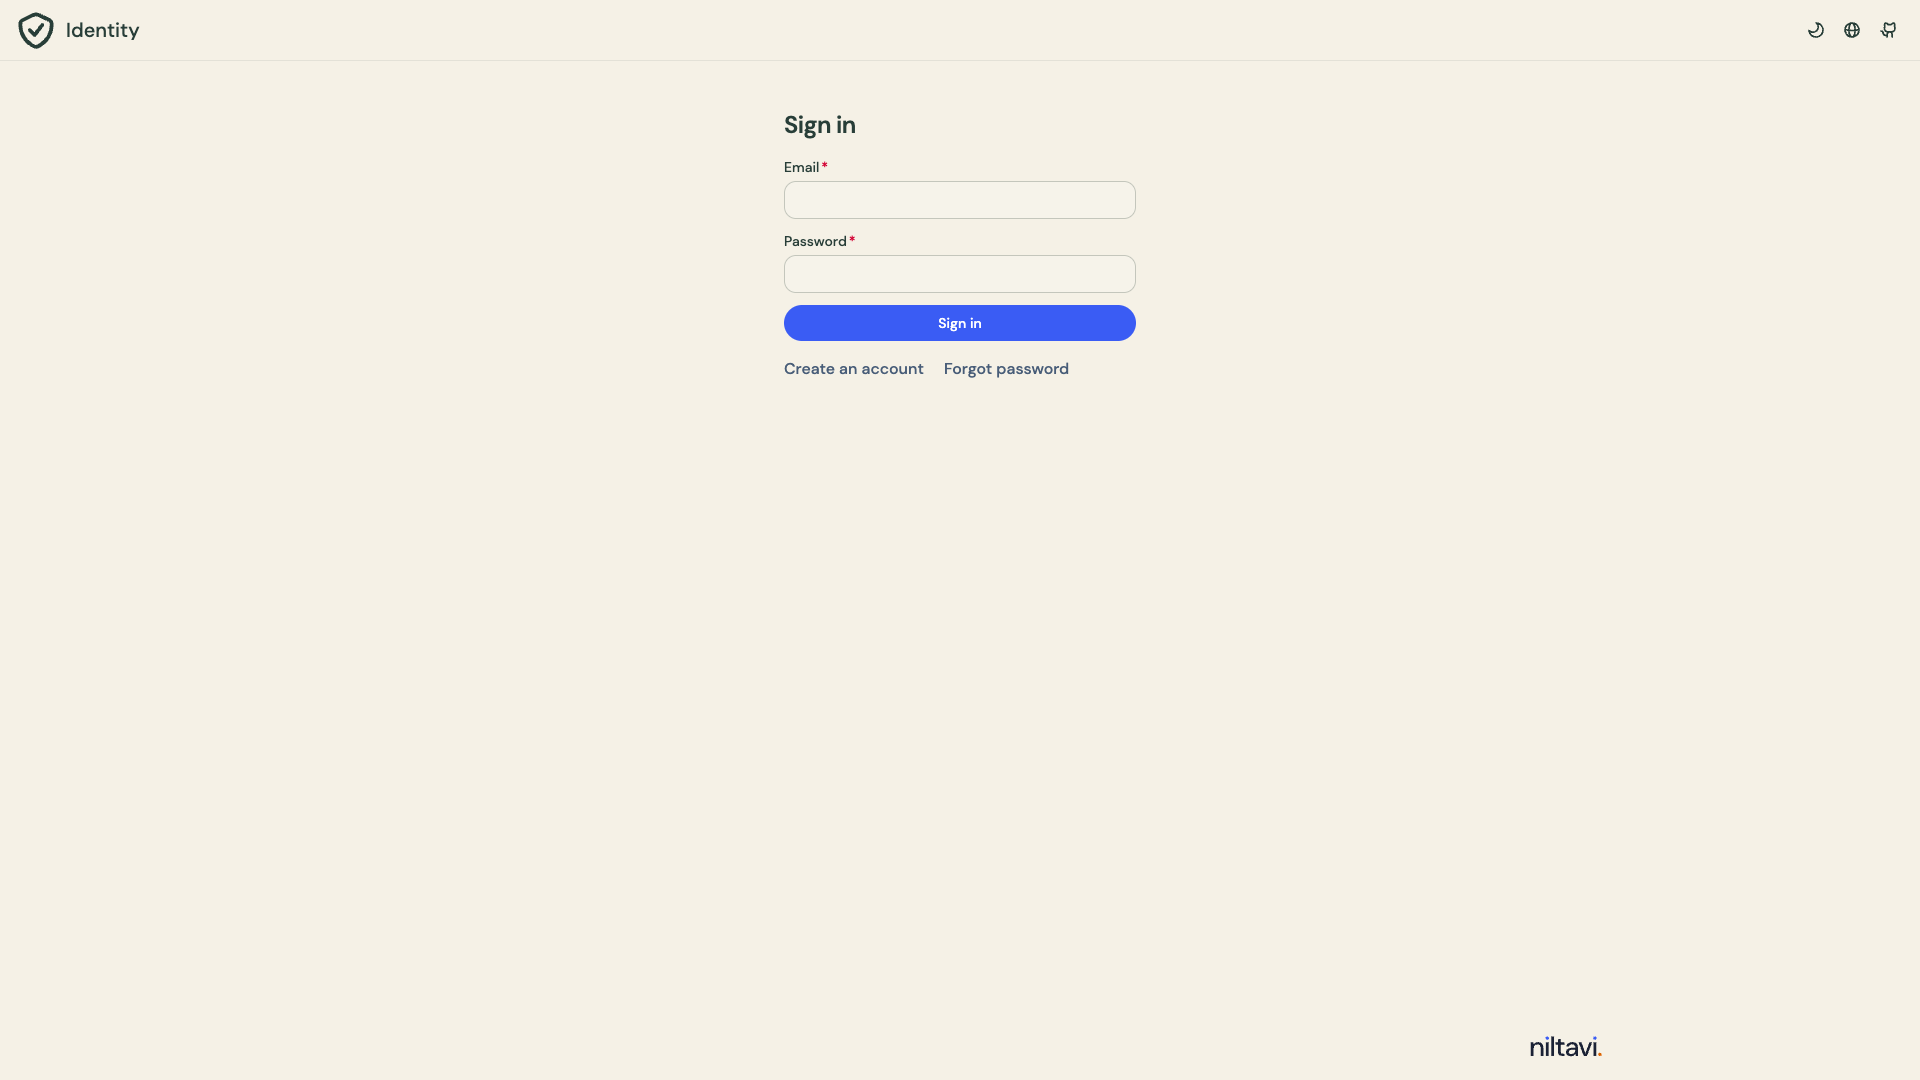 Identity
Sign in
Email*
Password*
Sign in
Create an account
Forgot password
niltavi.